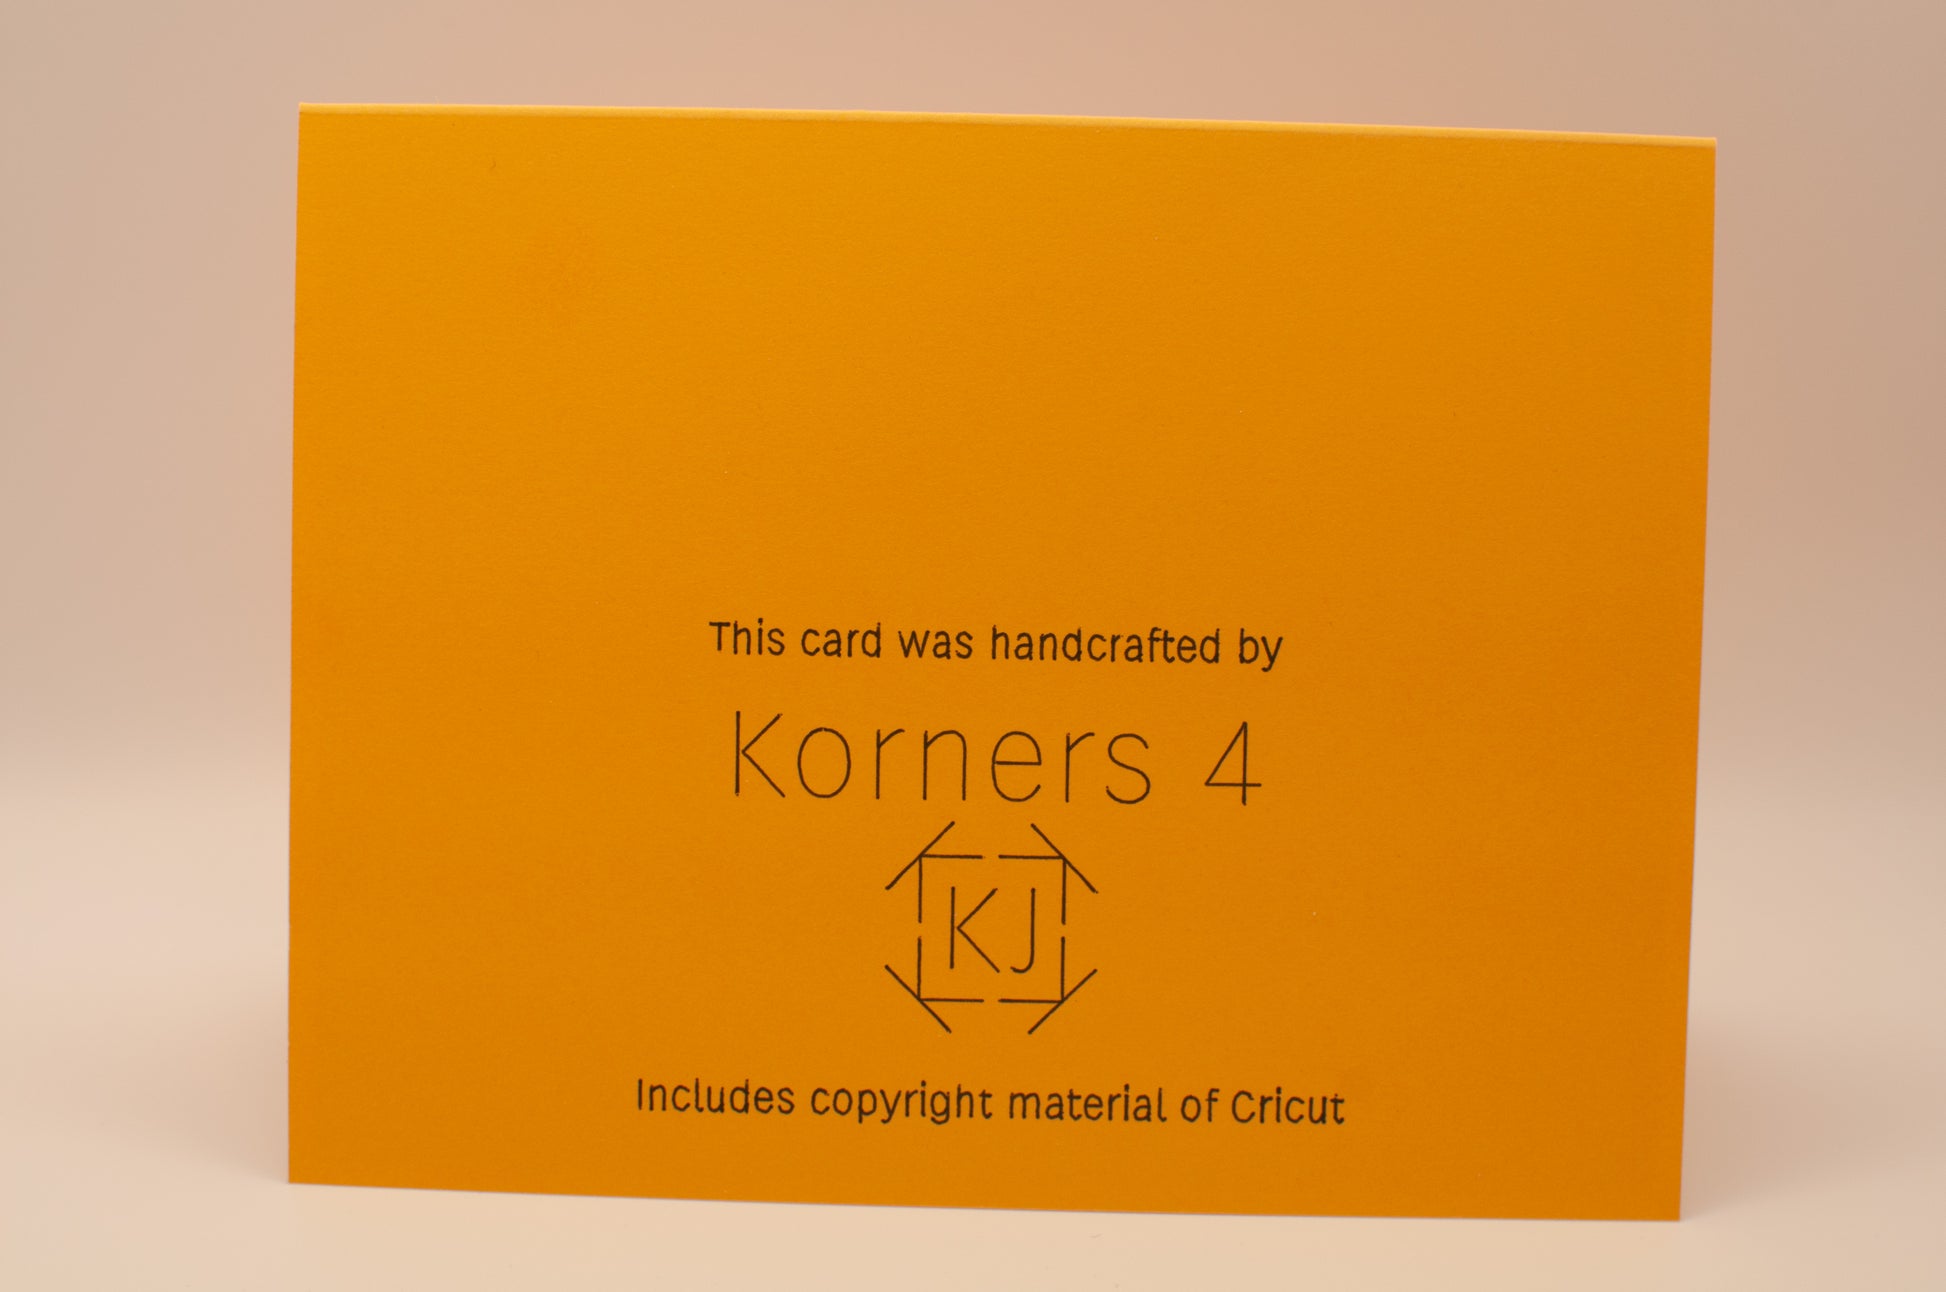 This card was handcrafted by
Korners 4
KJ
Includes copyright material of Cricut